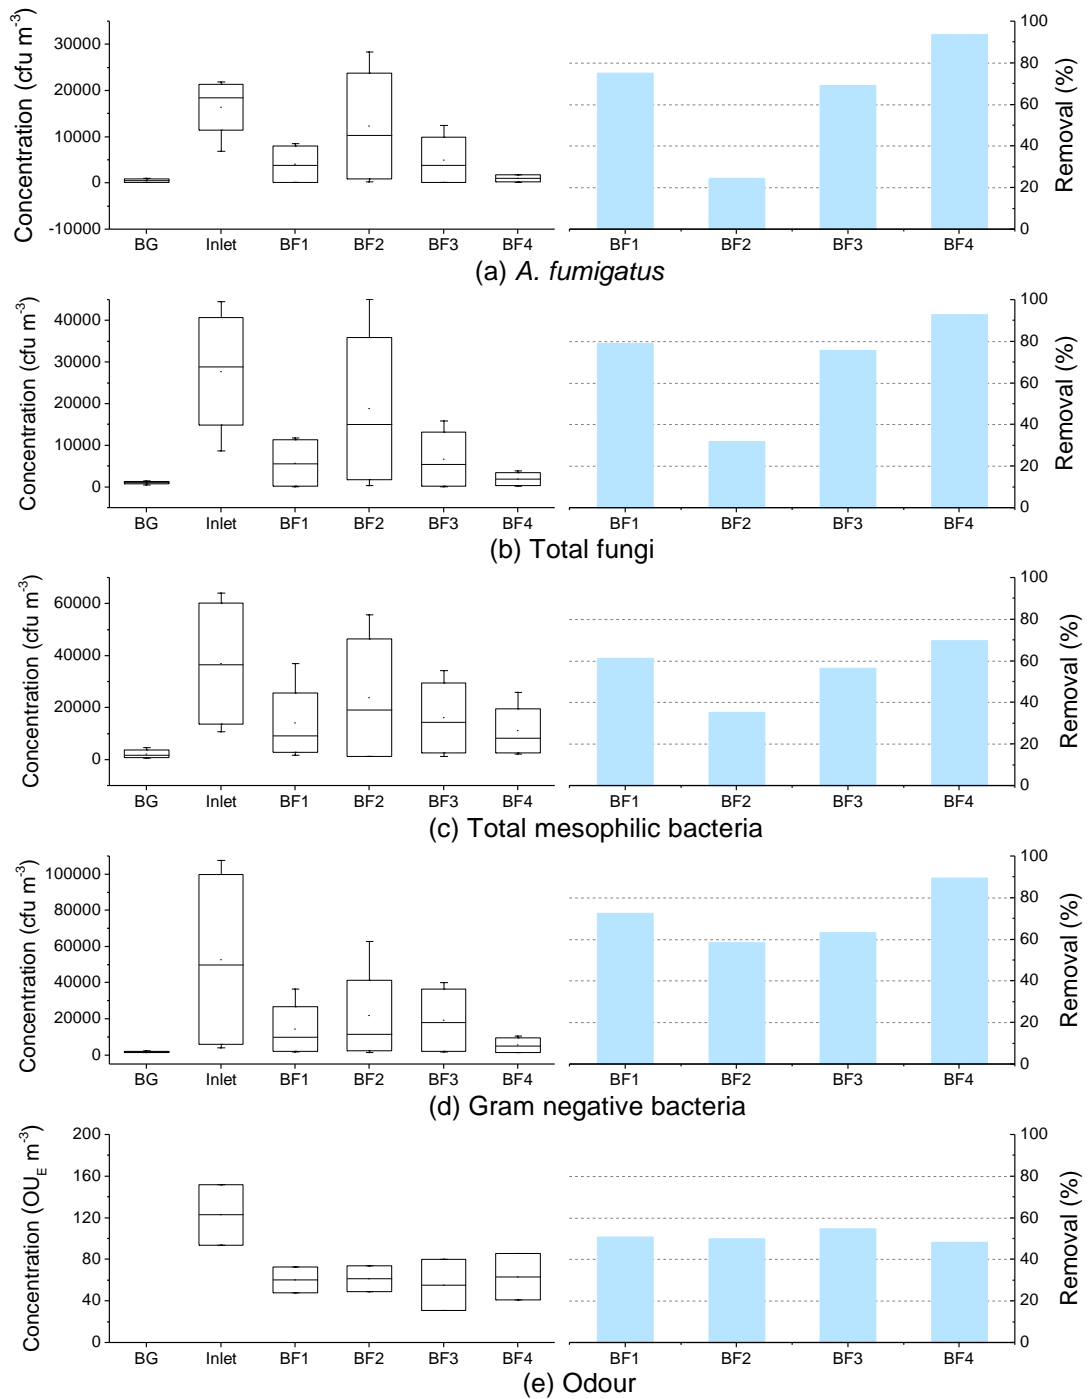 Concentration (cfu m⁻³)
30000
20000
10000
0
-10000
BG Inlet BF1 BF2 BF3 BF4
BF1 BF2 BF3 BF4
100
80
60
40
20
0
Removal (%)
(a) A. fumigatus
Concentration (cfu m⁻³)
40000
30000
20000
10000
0
BG Inlet BF1 BF2 BF3 BF4
BF1 BF2 BF3 BF4
100
80
60
40
20
0
Removal (%)
(b) Total fungi
Concentration (cfu m⁻³)
60000
40000
20000
0
BG Inlet BF1 BF2 BF3 BF4
BF1 BF2 BF3 BF4
100
80
60
40
20
0
Removal (%)
(c) Total mesophilic bacteria
Concentration (cfu m⁻³)
100000
80000
60000
40000
20000
0
BG Inlet BF1 BF2 BF3 BF4
BF1 BF2 BF3 BF4
100
80
60
40
20
0
Removal (%)
(d) Gram negative bacteria
Concentration (OU_E m⁻³)
200
160
120
80
40
0
BG Inlet BF1 BF2 BF3 BF4
BF1 BF2 BF3 BF4
100
80
60
40
20
0
Removal (%)
(e) Odour